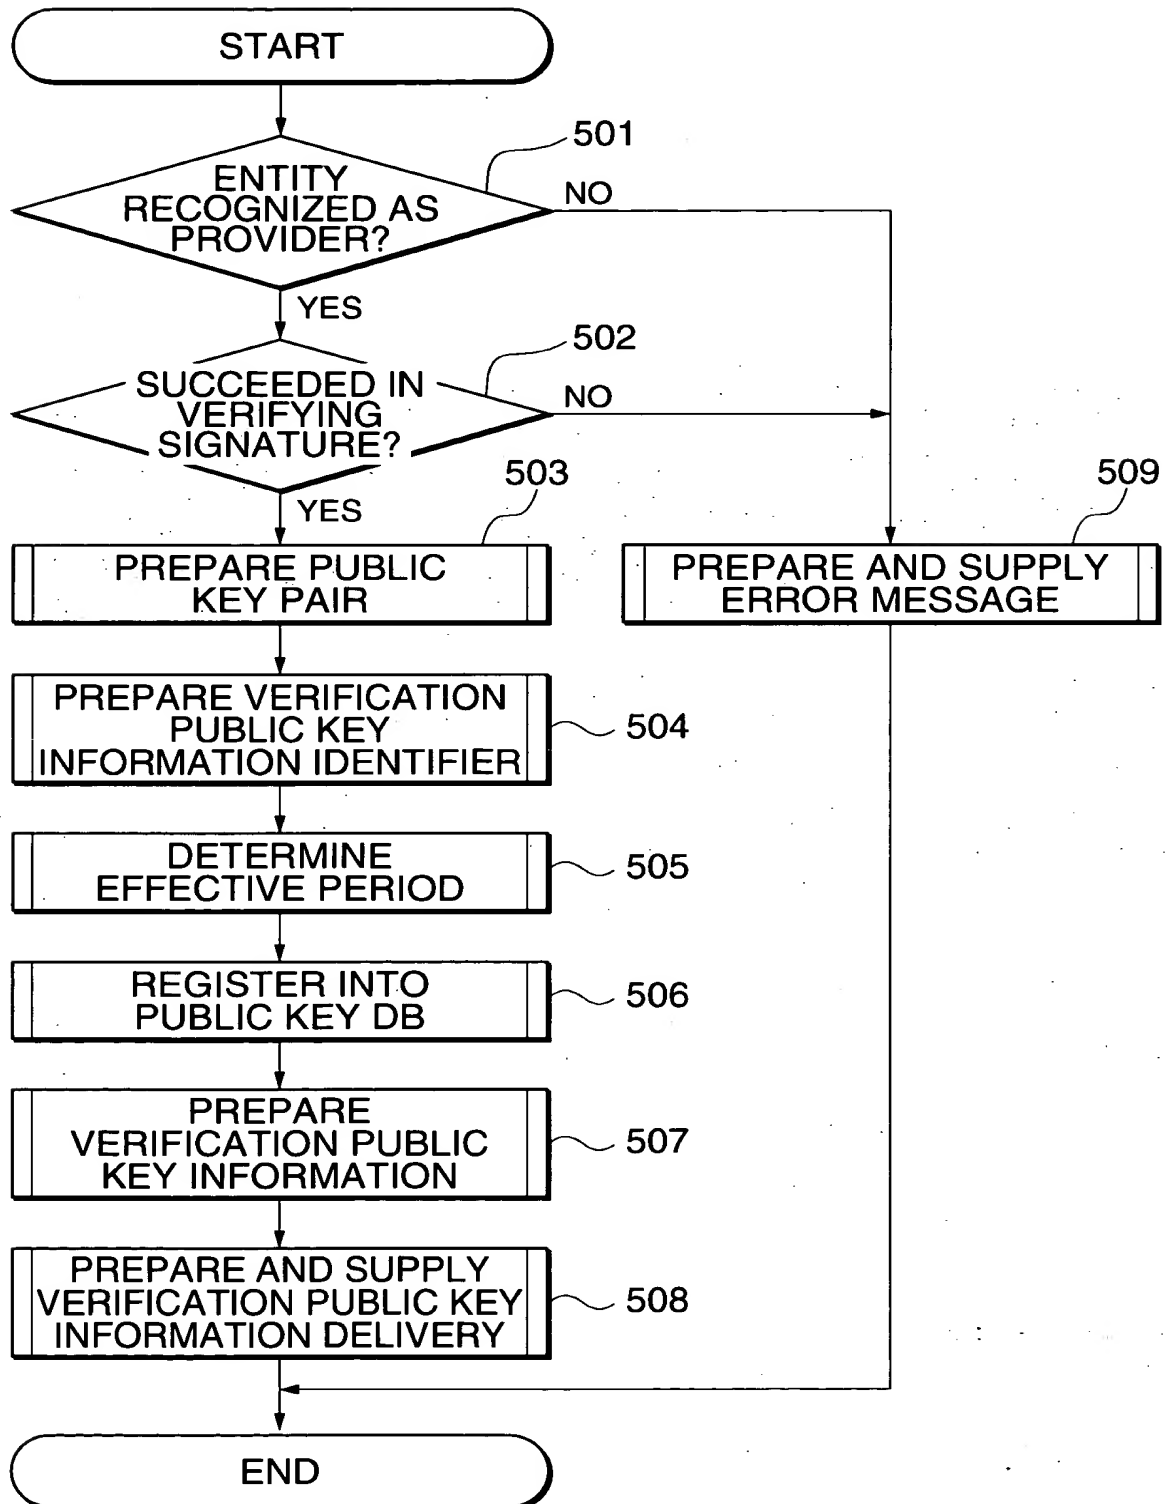 START
501
ENTITY
RECOGNIZED AS
PROVIDER?
NO
YES
502
SUCCEEDED IN
VERIFYING
SIGNATURE?
NO
YES
503
PREPARE PUBLIC
KEY PAIR
509
PREPARE AND SUPPLY
ERROR MESSAGE
PREPARE VERIFICATION
PUBLIC KEY
INFORMATION IDENTIFIER
504
DETERMINE
EFFECTIVE PERIOD
505
REGISTER INTO
PUBLIC KEY DB
506
PREPARE
VERIFICATION PUBLIC
KEY INFORMATION
507
PREPARE AND SUPPLY
VERIFICATION PUBLIC KEY
INFORMATION DELIVERY
508
END